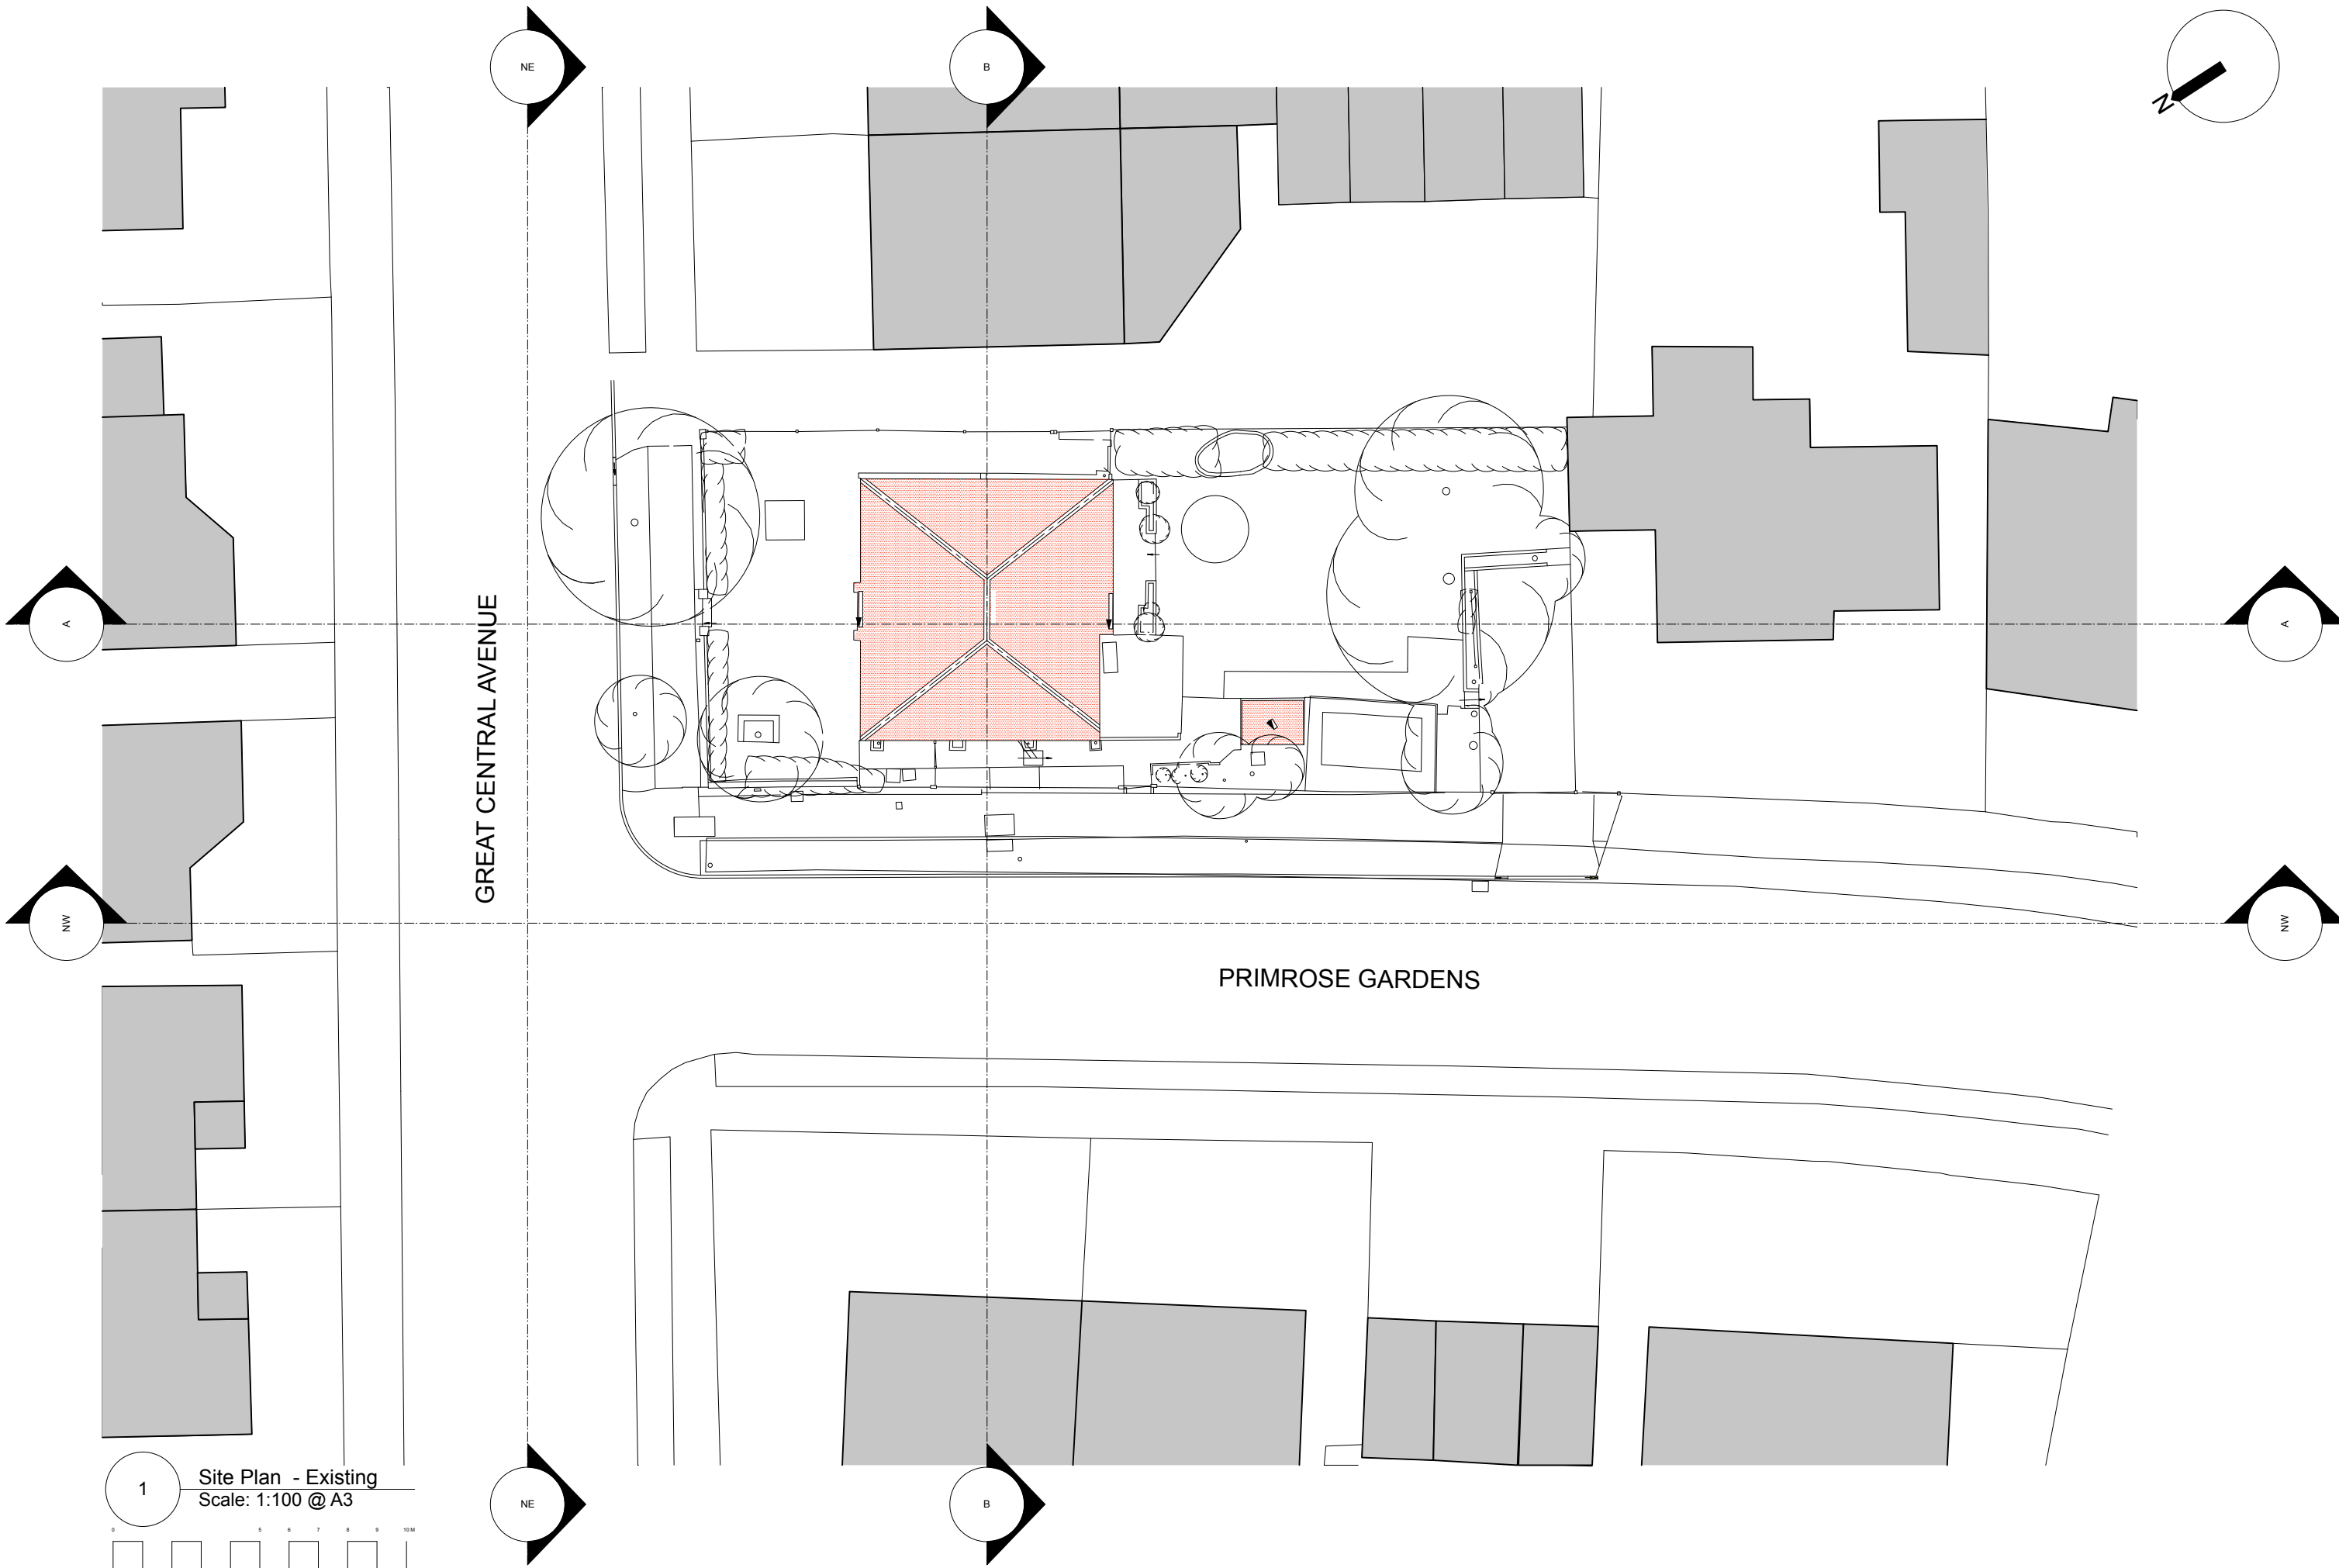 NE
B
N
GREAT CENTRAL AVENUE
A
A
NW
NW
PRIMROSE GARDENS
1
Site Plan - Existing
Scale: 1:100 @ A3
0 5 6 7 8 9 10M
NE
B